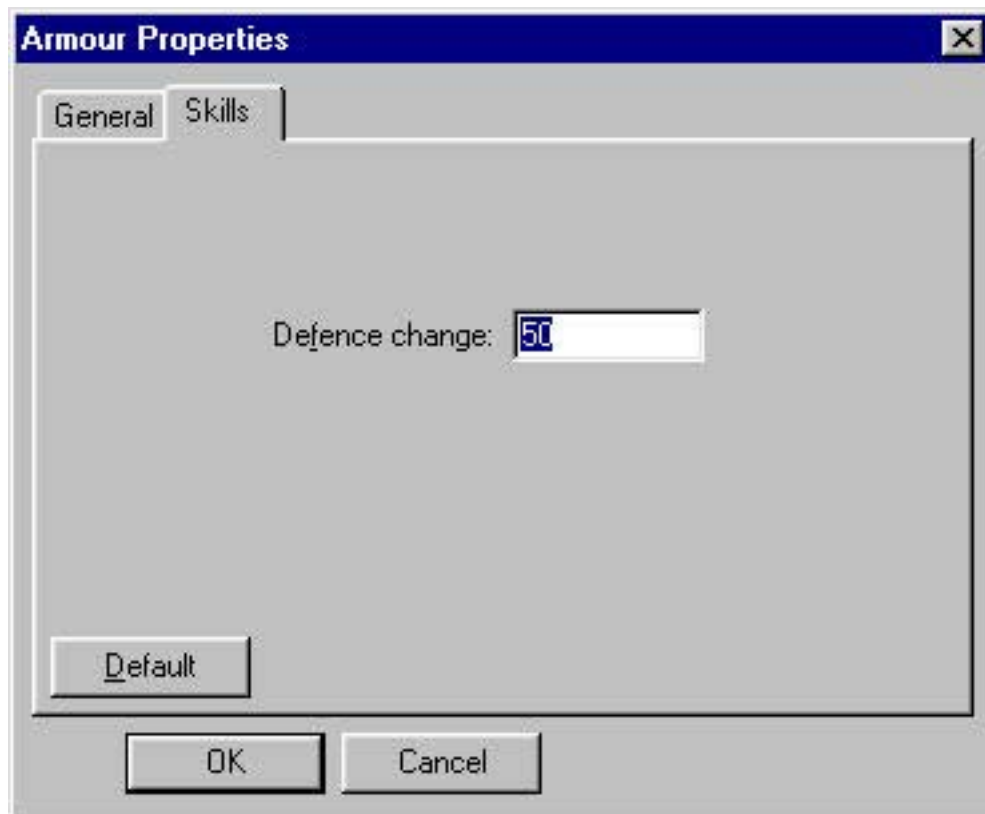 Armour Properties
General Skills
Defence change: 50
Default
OK Cancel